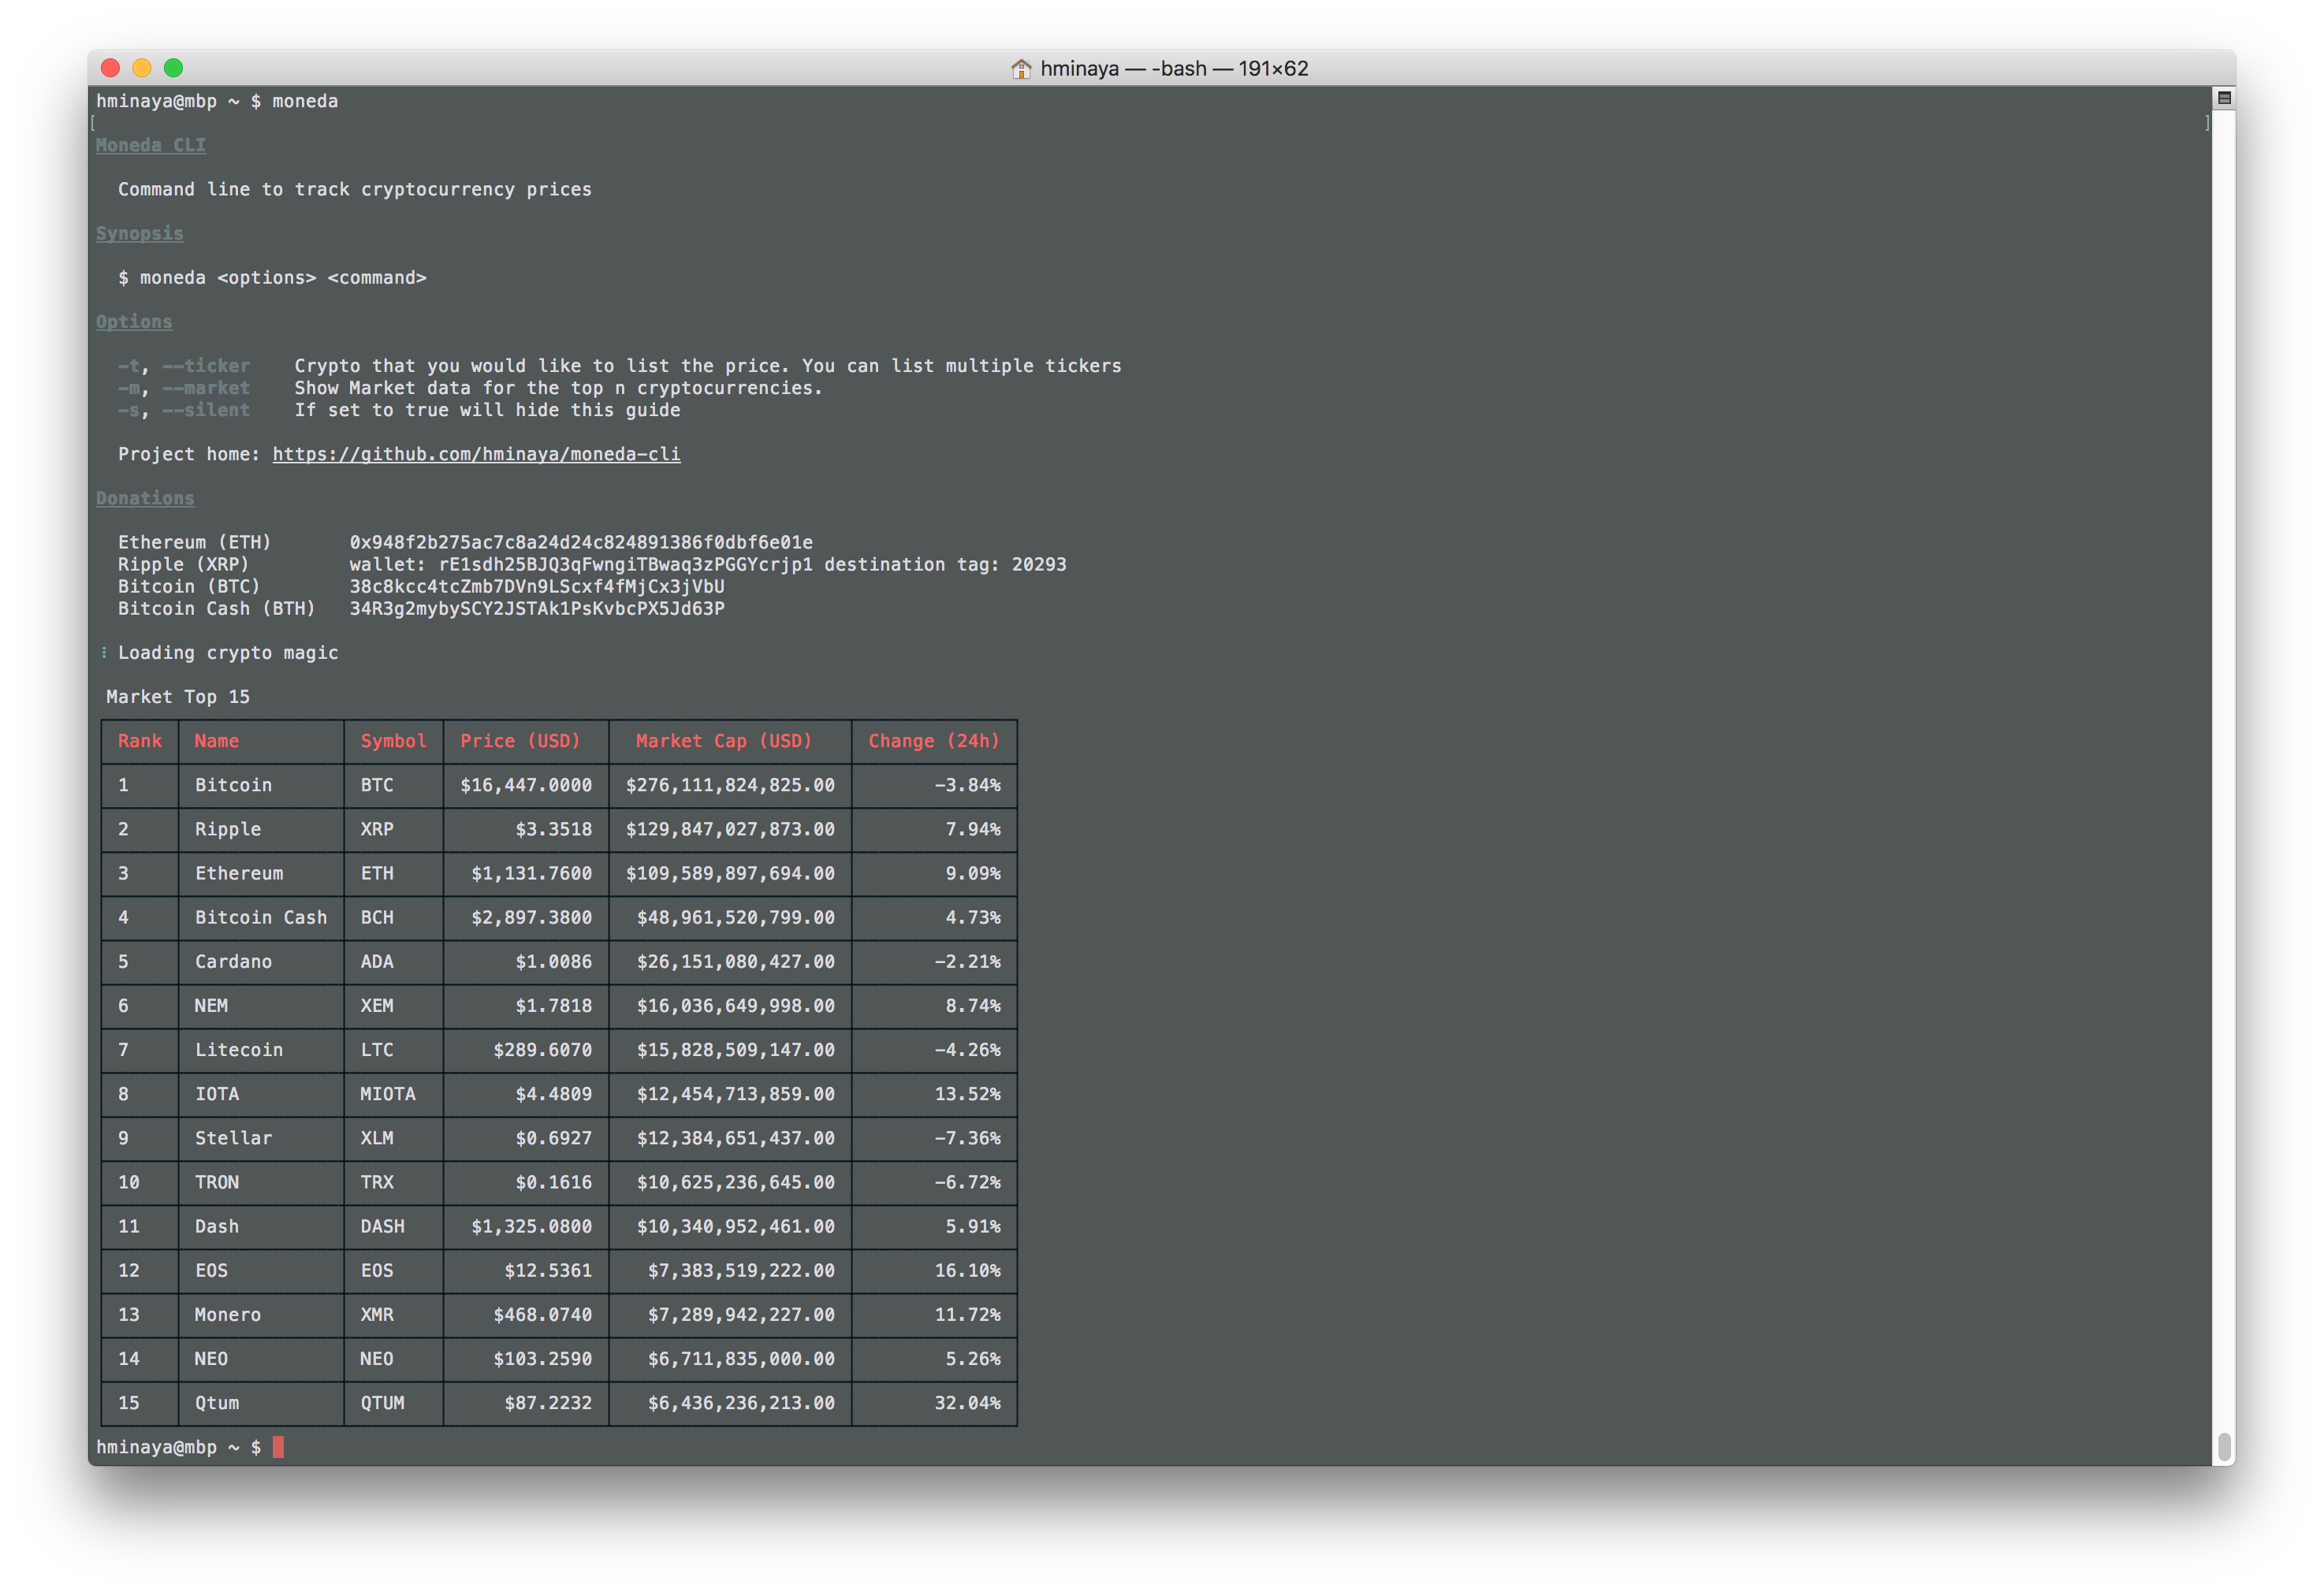 hminaya — -bash — 191×62
hminaya@mbp ~ $ moneda
[ ]
Moneda CLI
Command line to track cryptocurrency prices
Synopsis
$ moneda <options> <command>
Options
-t, --ticker Crypto that you would like to list the price. You can list multiple tickers
-m, --market Show Market data for the top n cryptocurrencies.
-s, --silent If set to true will hide this guide
Project home: https://github.com/hminaya/moneda-cli
Donations
Ethereum (ETH) 0x948f2b275ac7c8a24d24c824891386f0dbf6e01e
Ripple (XRP) wallet: rE1sdh25BJQ3qFwngiTBwaq3zPGGYcrjp1 destination tag: 20293
Bitcoin (BTC) 38c8kcc4tcZmb7DVn9LScxf4fMjCx3jVbU
Bitcoin Cash (BTH) 34R3g2mybySCY2JSTAk1PsKvbcPX5Jd63P
⠸ Loading crypto magic
Market Top 15
Rank Name Symbol Price (USD) Market Cap (USD) Change (24h)
1 Bitcoin BTC $16,447.0000 $276,111,824,825.00 -3.84%
2 Ripple XRP $3.3518 $129,847,027,873.00 7.94%
3 Ethereum ETH $1,131.7600 $109,589,897,694.00 9.09%
4 Bitcoin Cash BCH $2,897.3800 $48,961,520,799.00 4.73%
5 Cardano ADA $1.0086 $26,151,080,427.00 -2.21%
6 NEM XEM $1.7818 $16,036,649,998.00 8.74%
7 Litecoin LTC $289.6070 $15,828,509,147.00 -4.26%
8 IOTA MIOTA $4.4809 $12,454,713,859.00 13.52%
9 Stellar XLM $0.6927 $12,384,651,437.00 -7.36%
10 TRON TRX $0.1616 $10,625,236,645.00 -6.72%
11 Dash DASH $1,325.0800 $10,340,952,461.00 5.91%
12 EOS EOS $12.5361 $7,383,519,222.00 16.10%
13 Monero XMR $468.0740 $7,289,942,227.00 11.72%
14 NEO NEO $103.2590 $6,711,835,000.00 5.26%
15 Qtum QTUM $87.2232 $6,436,236,213.00 32.04%
hminaya@mbp ~ $